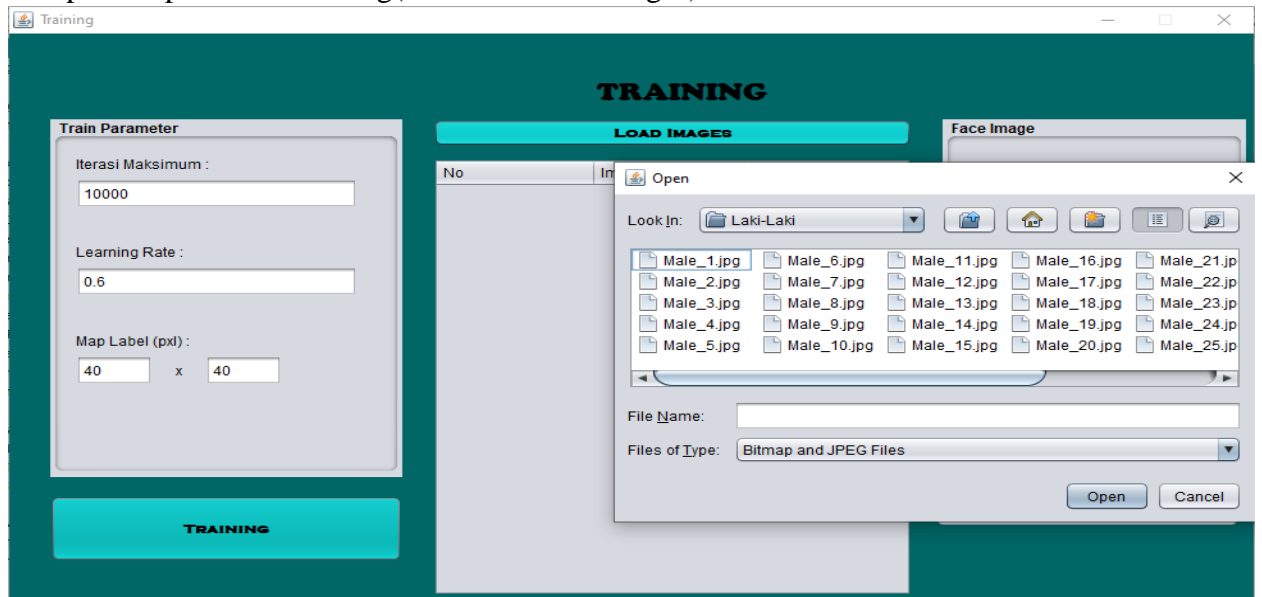 Training
TRAINING
Train Parameter
Iterasi Maksimum :
10000
Learning Rate :
0.6
Map Label (pxl) :
40 x 40
TRAINING
LOAD IMAGES
No
Face Image
Open
Look In: Laki-Laki
Male_1.jpg Male_6.jpg Male_11.jpg Male_16.jpg Male_21.jp
Male_2.jpg Male_7.jpg Male_12.jpg Male_17.jpg Male_22.jp
Male_3.jpg Male_8.jpg Male_13.jpg Male_18.jpg Male_23.jp
Male_4.jpg Male_9.jpg Male_14.jpg Male_19.jpg Male_24.jp
Male_5.jpg Male_10.jpg Male_15.jpg Male_20.jpg Male_25.jp
File Name:
Files of Type: Bitmap and JPEG Files
Open Cancel